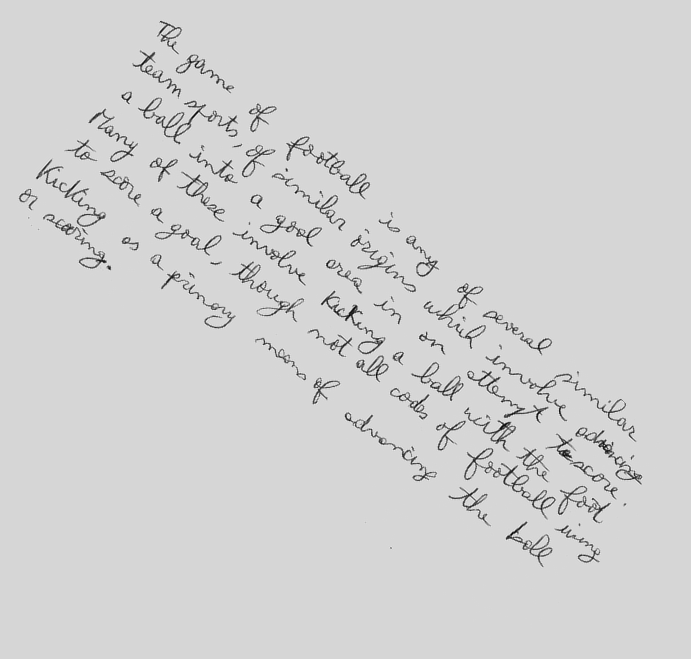 The game of football is any of several similar
team sports, of similar origins which involve advancing
a ball into a goal area in an attempt to score.
Many of these involve kicking a ball with the foot
to score a goal, though not all codes of football using
Kicking as a primary means of advancing the ball
or scoring.